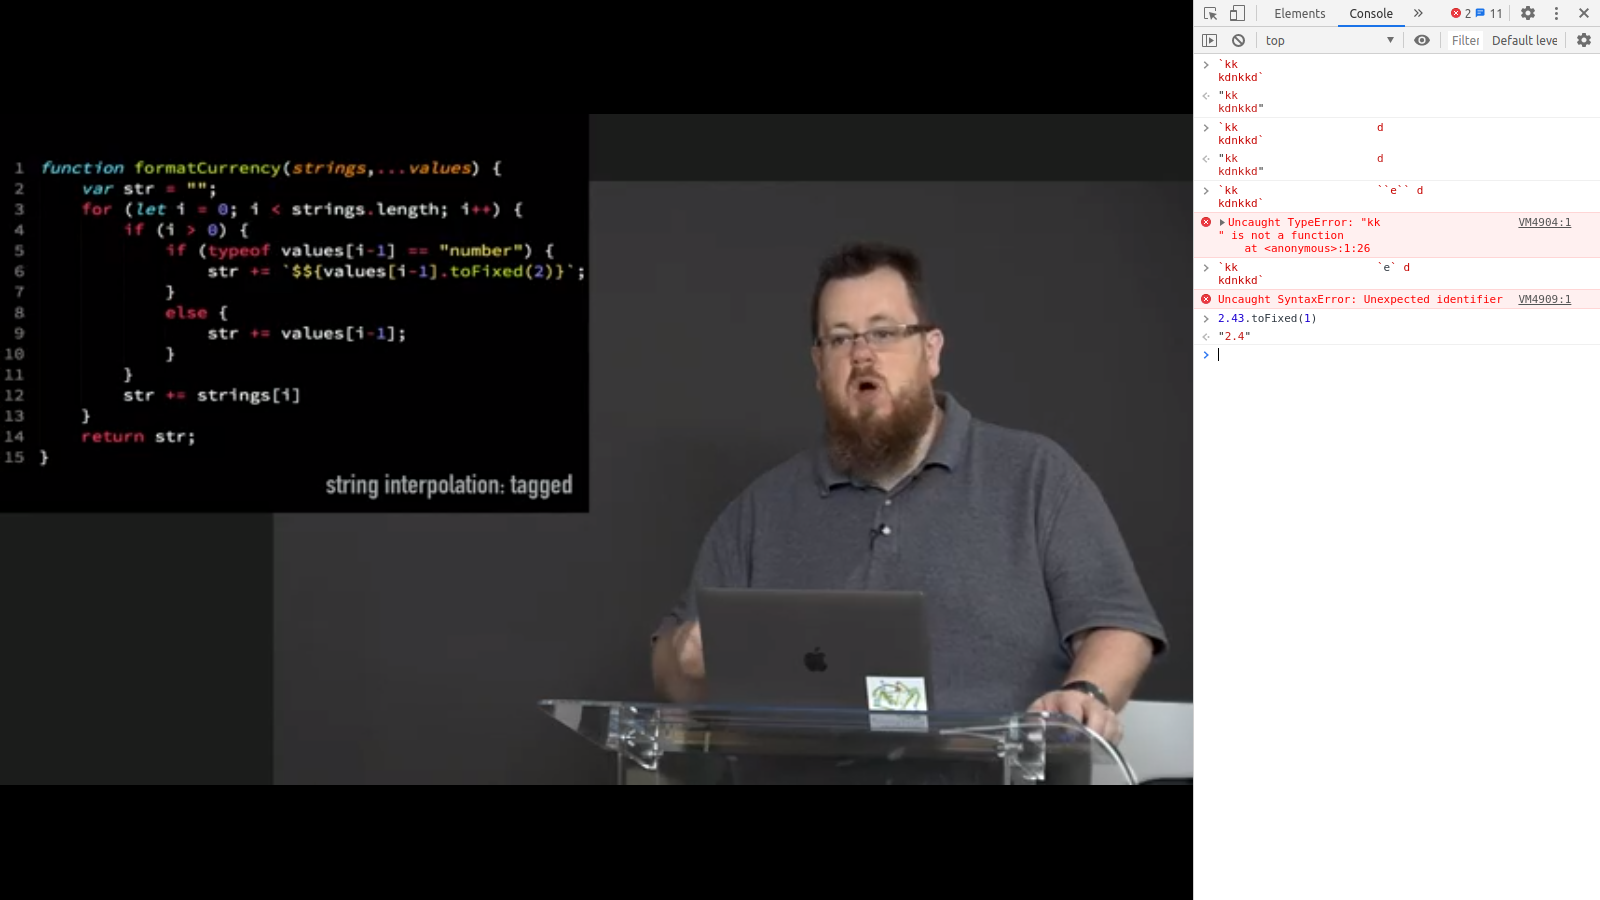 1 function formatCurrency(strings,...values) {
2 var str = "";
3 for (let i = 0; i < strings.length; i++) {
4 if (i > 0) {
5 if (typeof values[i-1] == "number") {
6 str += `$${values[i-1].toFixed(2)}`;
7 }
8 else {
9 str += values[i-1];
10 }
11 }
12 str += strings[i]
13 }
14 return str;
15 }
string interpolation: tagged
Elements Console » 2 11
top Filter Default leve
> `kk
kdnkkd`
"kk
kdnkkd"
> `kk d
kdnkkd`
"kk d
kdnkkd"
> `kk ``e`` d
kdnkkd`
Uncaught TypeError: "kk VM4904:1
" is not a function
at <anonymous>:1:26
> `kk `e` d
kdnkkd`
Uncaught SyntaxError: Unexpected identifier VM4909:1
> 2.43.toFixed(1)
"2.4"
>